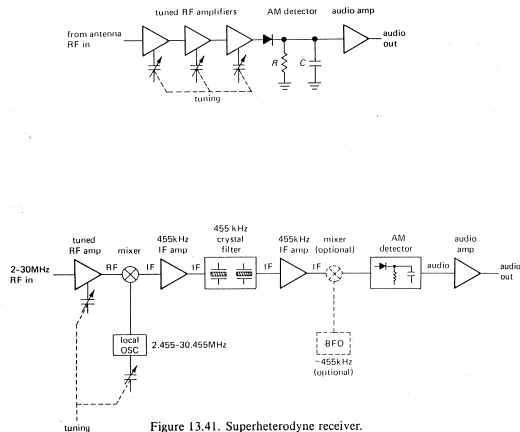 tuned RF amplifiers
AM detector
audio amp
from antenna
RF in
R
C
audio
out
tuning
tuned
RF amp
mixer
455kHz
IF amp
455 kHz
crystal
filter
455kHz
IF amp
mixer
(optional)
AM
detector
audio
amp
2-30MHz
RF in
RF
IF
IF
IF
IF
audio
audio
out
local
OSC
2.455-30.455MHz
BFO
~455kHz
(optional)
tuning
Figure 13.41. Superheterodyne receiver.